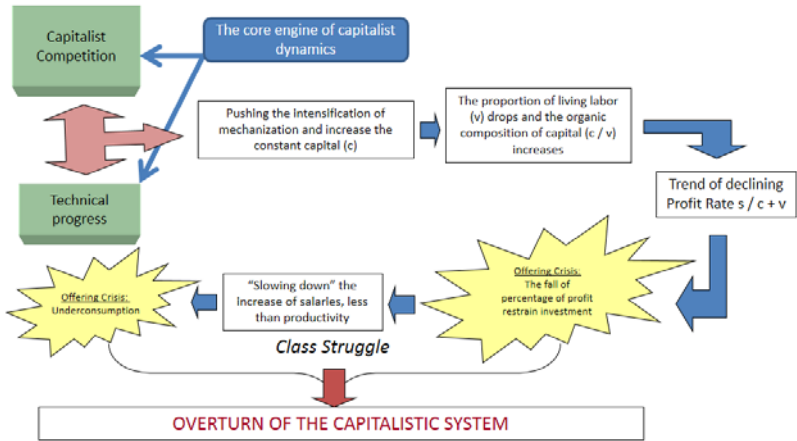 Capitalist
Competition
The core engine of capitalist
dynamics
Pushing the intensification of
mechanization and increase the
constant capital (c)
The proportion of living labor
(v) drops and the organic
composition of capital (c / v)
increases
Technical
progress
Trend of declining
Profit Rate s / c + v
Offering Crisis:
The fall of
percentage of profit
restrain investment
“Slowing down” the
increase of salaries, less
than productivity
Offering Crisis:
Underconsumption
Class Struggle
OVERTURN OF THE CAPITALISTIC SYSTEM